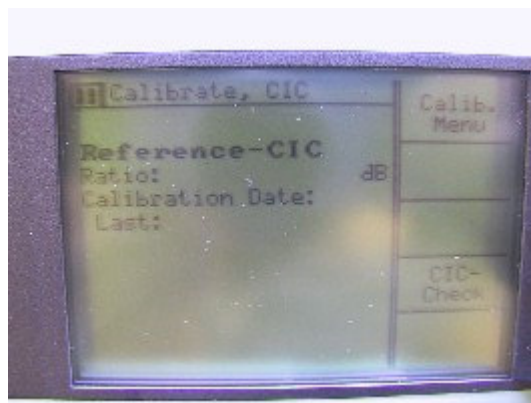 Calibrate, CIC
Reference-CIC
Ratio: dB
Calibration Date:
Last:
Calib.
Menu
CIC-
Check